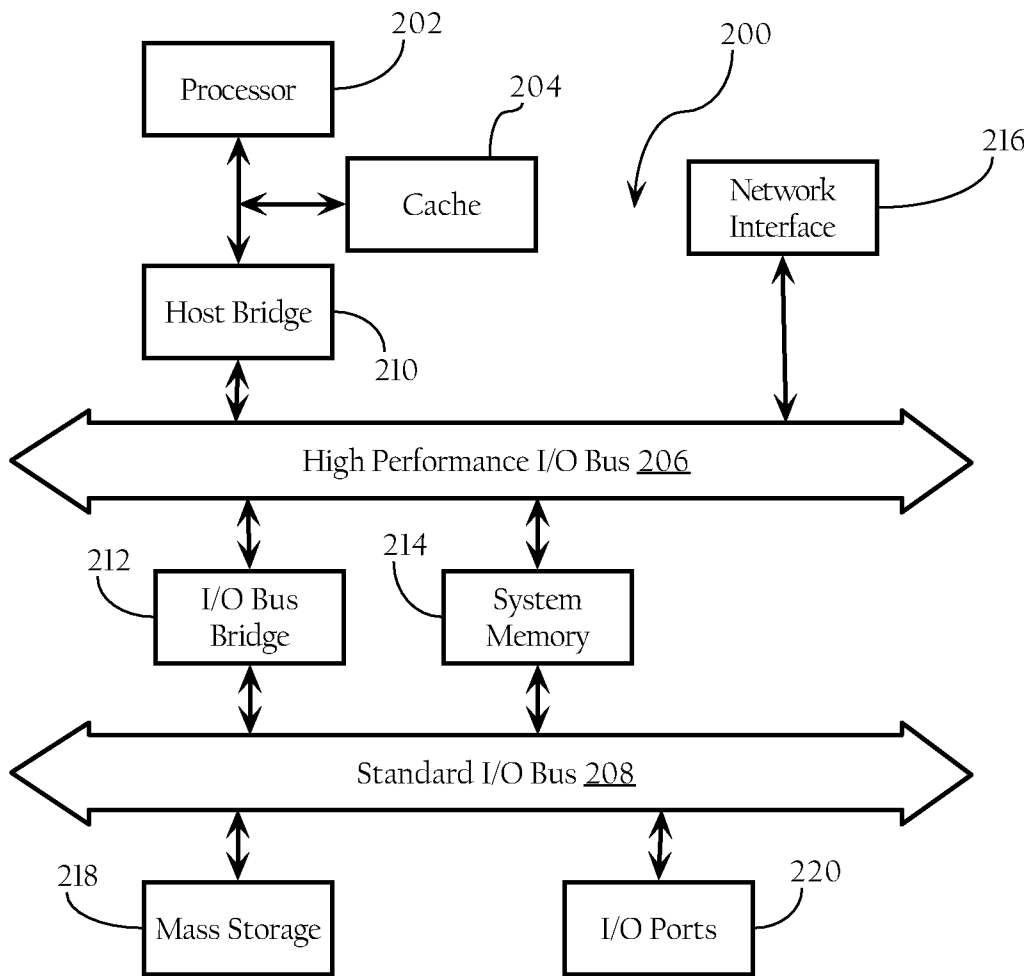 202
200
Processor
204
216
Cache
Network
Interface
Host Bridge
210
High Performance I/O Bus 206
212
214
I/O Bus
Bridge
System
Memory
Standard I/O Bus 208
218
220
Mass Storage
I/O Ports